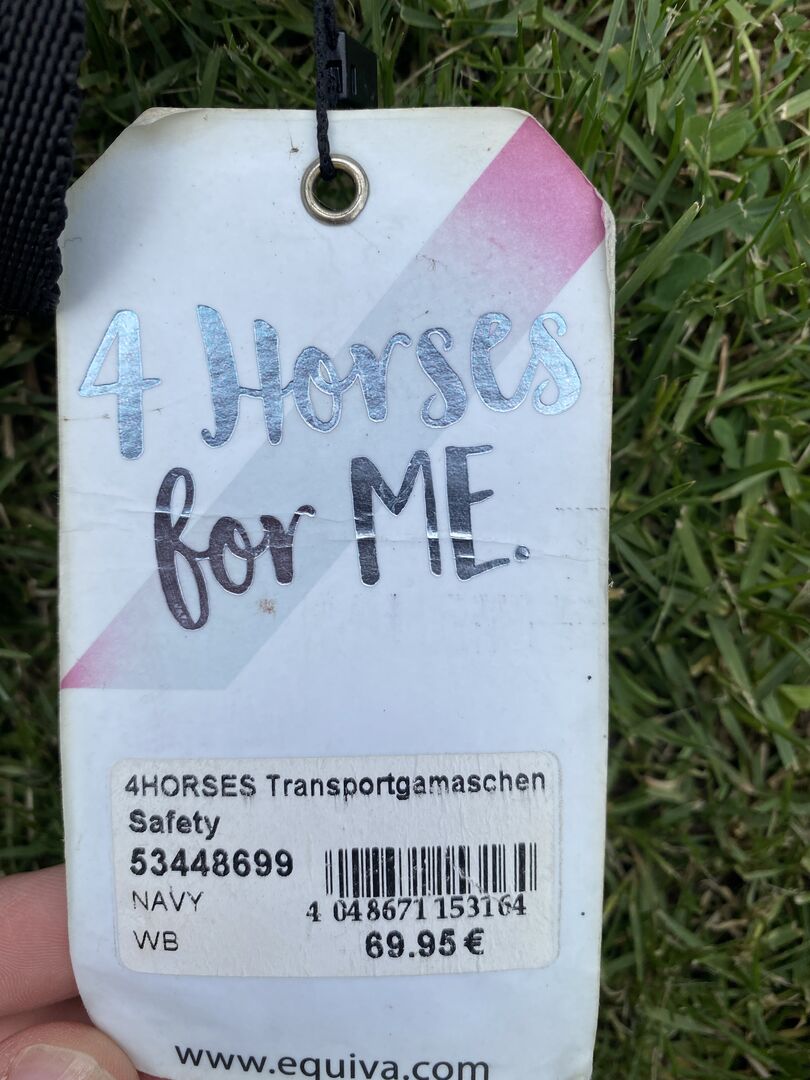 4 Horses
for ME.
4HORSES Transportgamaschen
Safety
53448699
NAVY
4 048671 153164
WB
69.95 €
www.equiva.com